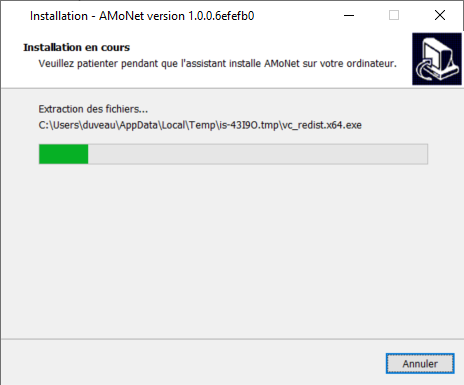 Installation - AMoNet version 1.0.0.6efefb0
Installation en cours
Veuillez patienter pendant que l'assistant installe AMoNet sur votre ordinateur.
Extraction des fichiers...
C:\Users\duveau\AppData\Local\Temp\is-43I9O.tmp\vc_redist.x64.exe
Annuler